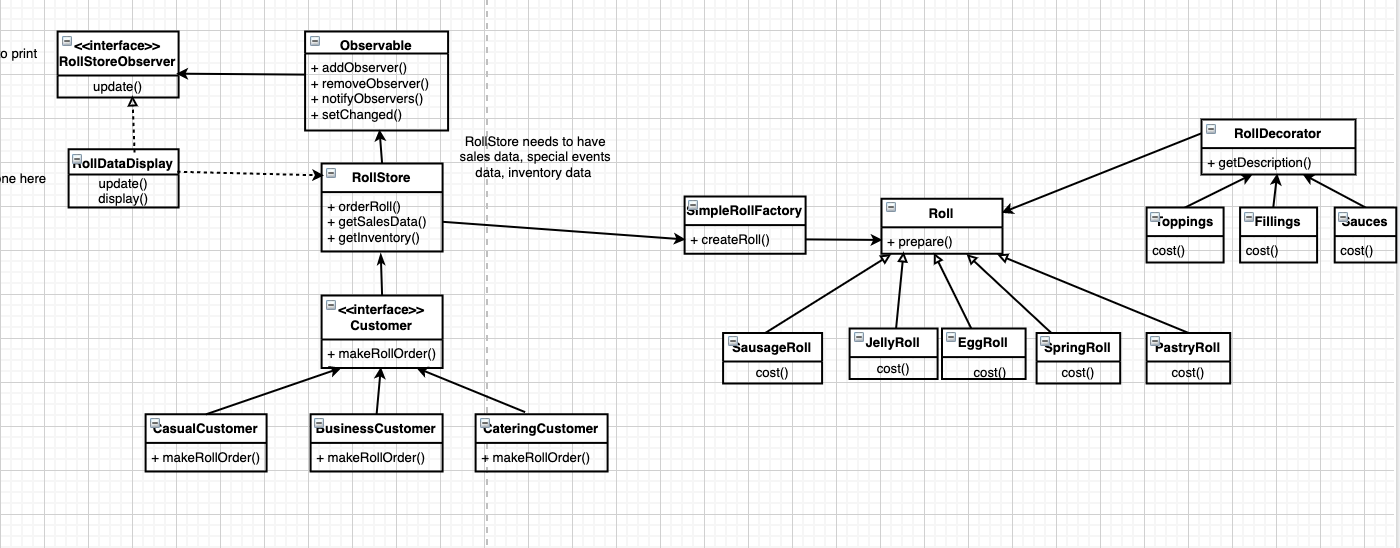 o print
<<interface>>
RollStoreObserver
update()
Observable
+ addObserver()
+ removeObserver()
+ notifyObservers()
+ setChanged()
one here
RollDataDisplay
update()
display()
RollStore
+ orderRoll()
+ getSalesData()
+ getInventory()
RollStore needs to have
sales data, special events
data, inventory data
SimpleRollFactory
+ createRoll()
Roll
+ prepare()
RollDecorator
+ getDescription()
Toppings
cost()
Fillings
cost()
Sauces
cost()
<<interface>>
Customer
+ makeRollOrder()
SausageRoll
cost()
JellyRoll
cost()
EggRoll
cost()
SpringRoll
cost()
PastryRoll
cost()
CasualCustomer
+ makeRollOrder()
BusinessCustomer
+ makeRollOrder()
CateringCustomer
+ makeRollOrder()